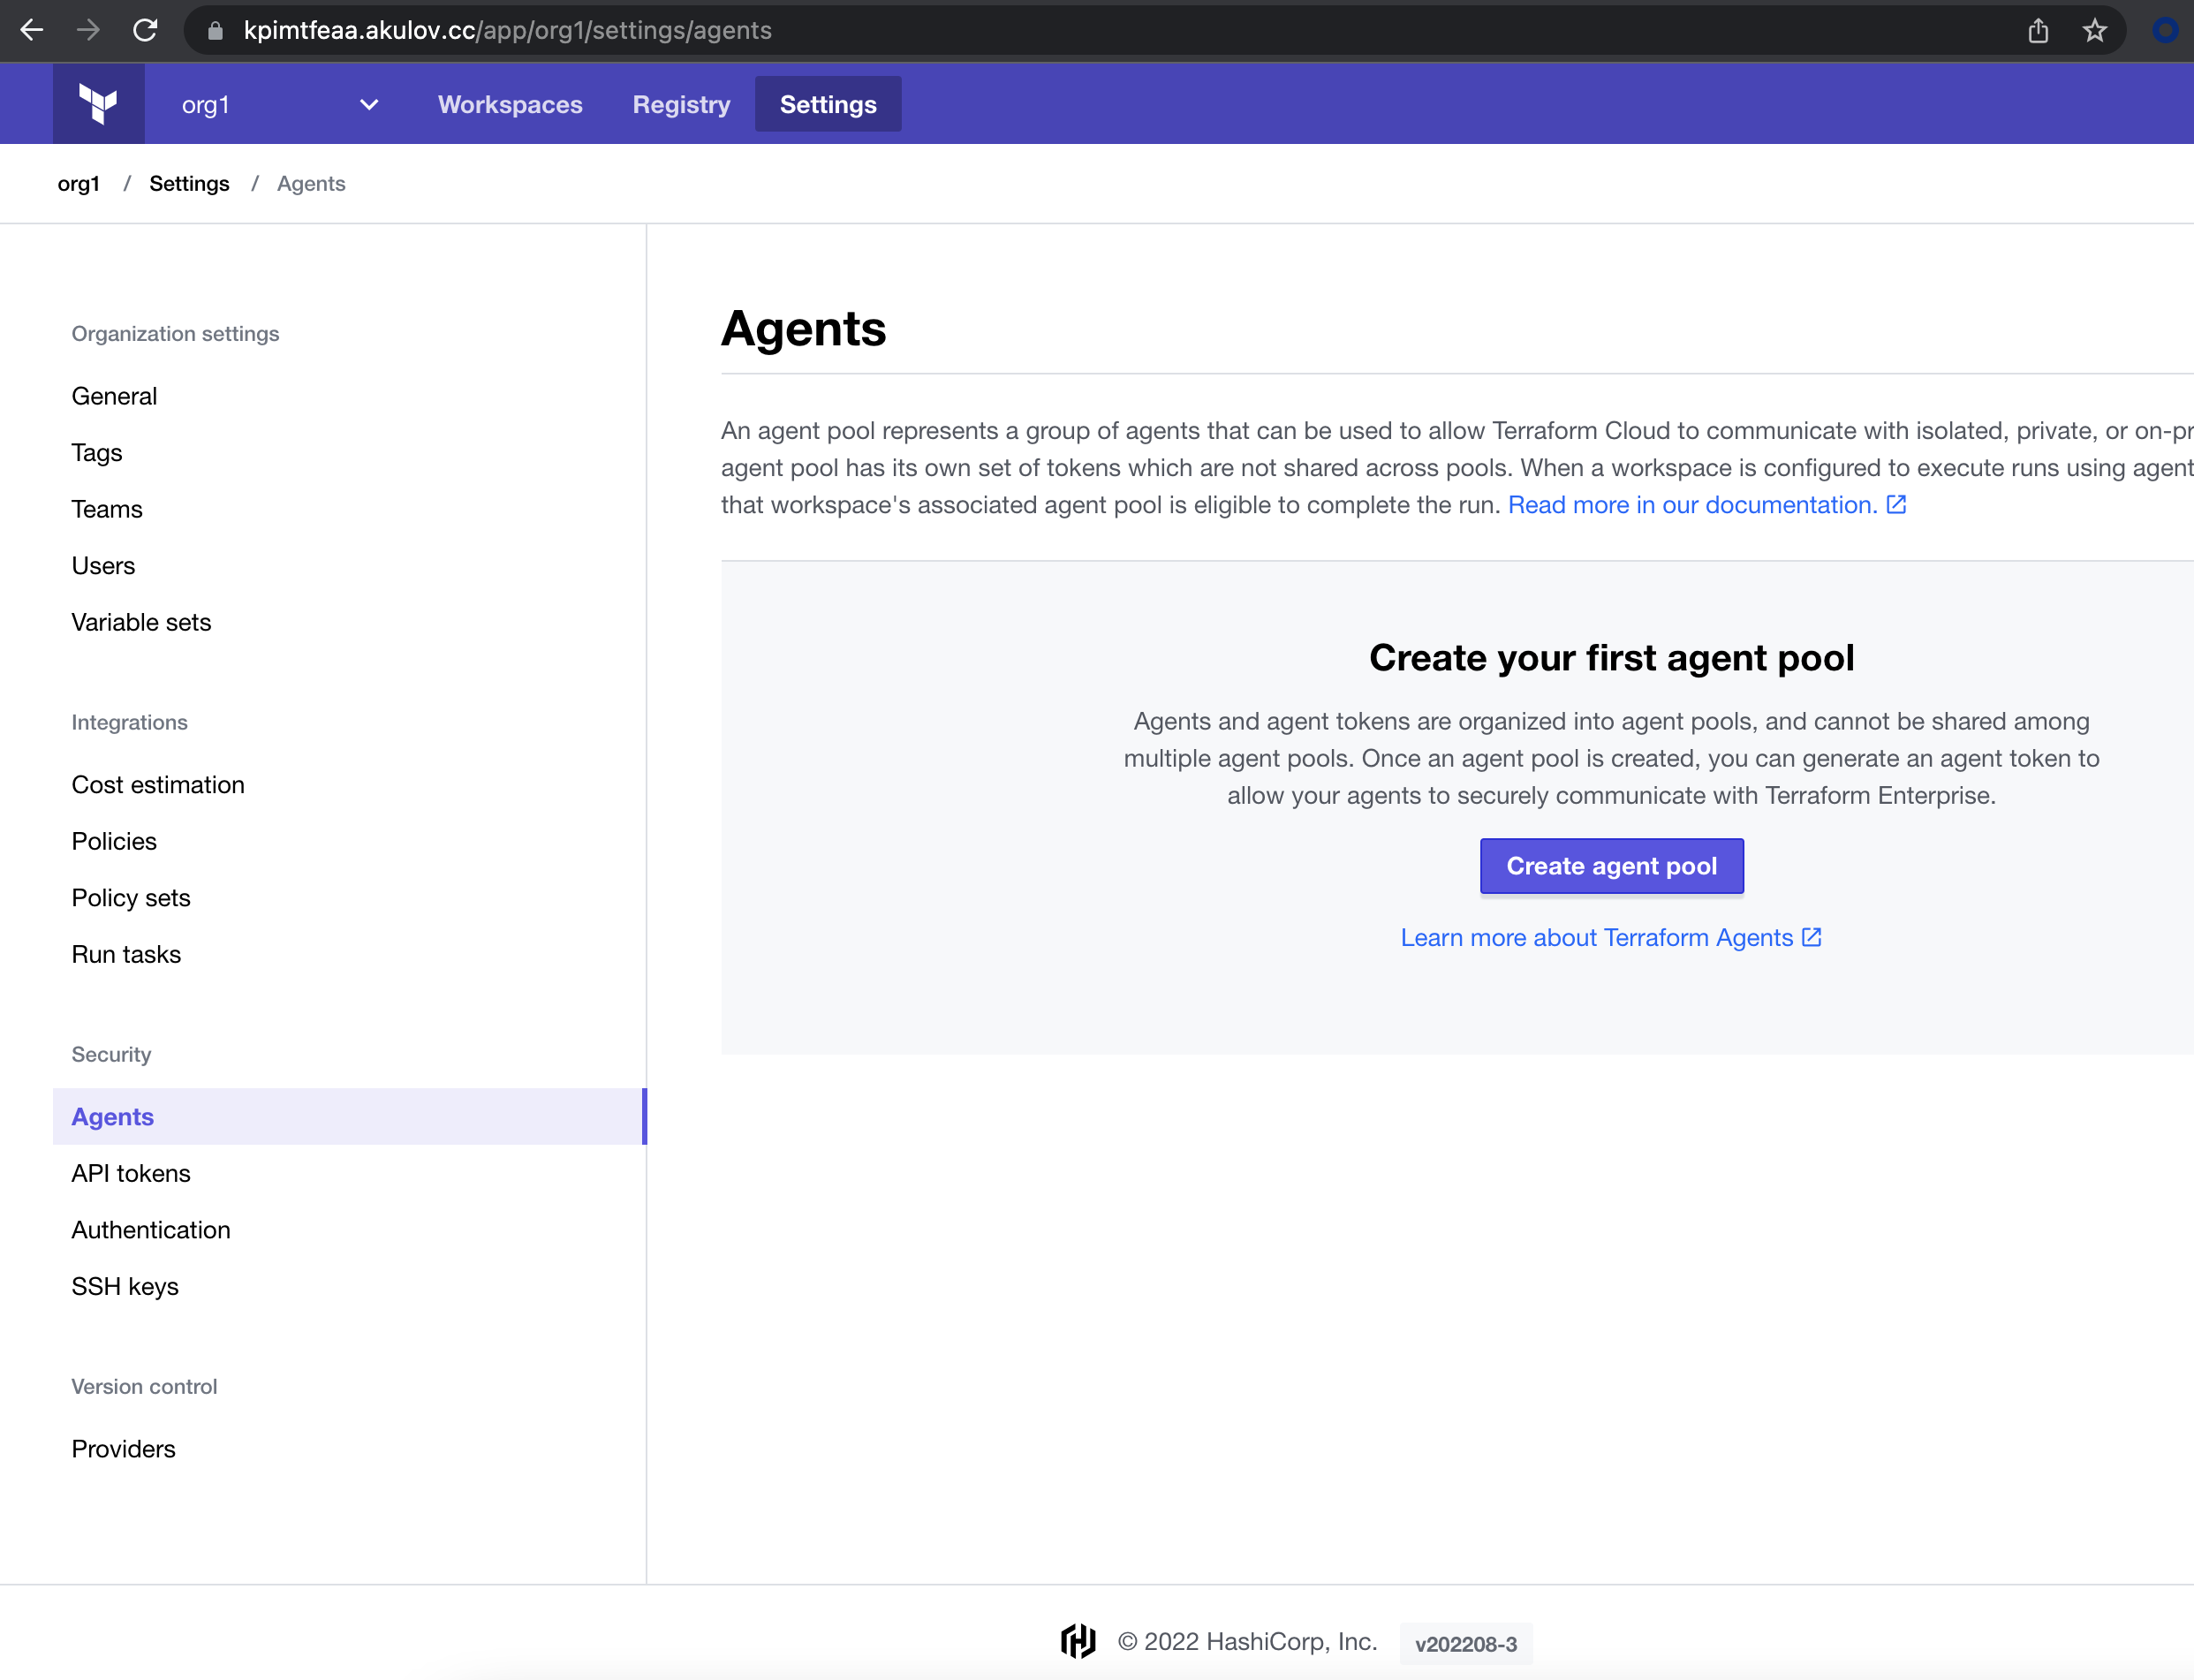 kpimtfeaa.akulov.cc/app/org1/settings/agents
org1 Workspaces Registry Settings
org1 / Settings / Agents
Organization settings
General
Tags
Teams
Users
Variable sets
Integrations
Cost estimation
Policies
Policy sets
Run tasks
Security
Agents
API tokens
Authentication
SSH keys
Version control
Providers
Agents
An agent pool represents a group of agents that can be used to allow Terraform Cloud to communicate with isolated, private, or on-pr
agent pool has its own set of tokens which are not shared across pools. When a workspace is configured to execute runs using agent
that workspace's associated agent pool is eligible to complete the run. Read more in our documentation.
Create your first agent pool
Agents and agent tokens are organized into agent pools, and cannot be shared among
multiple agent pools. Once an agent pool is created, you can generate an agent token to
allow your agents to securely communicate with Terraform Enterprise.
Create agent pool
Learn more about Terraform Agents
© 2022 HashiCorp, Inc. v202208-3